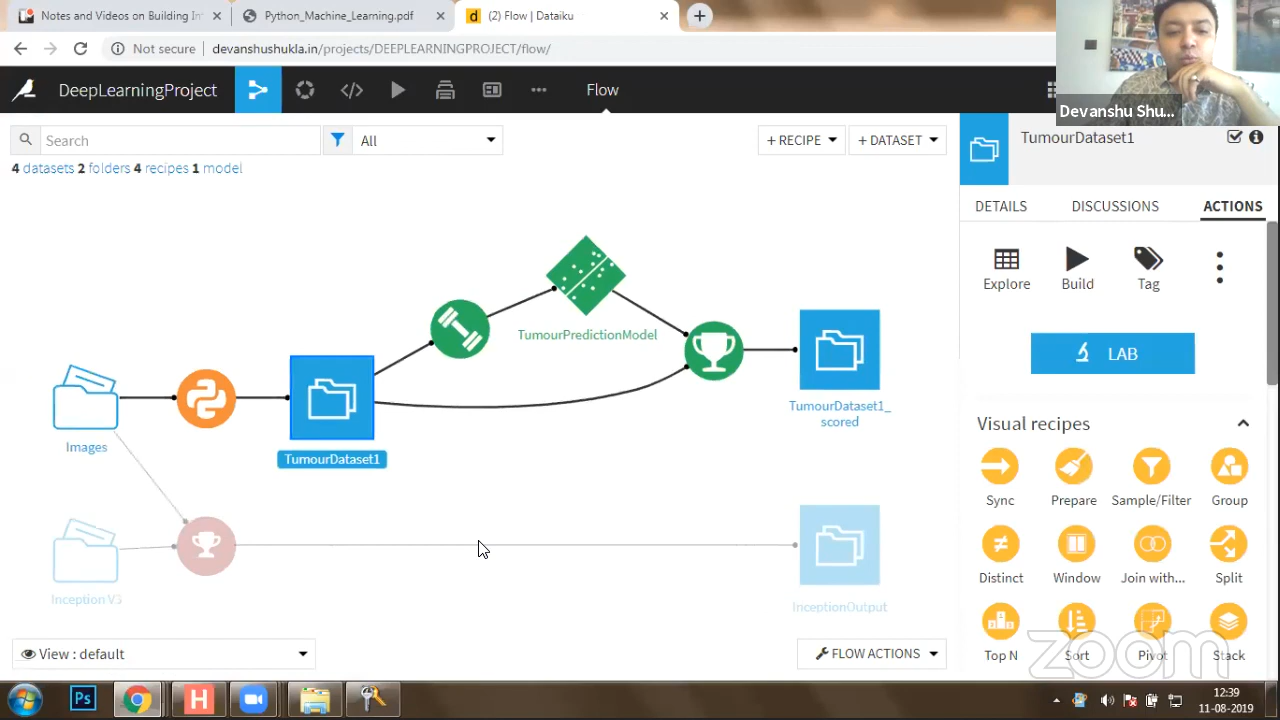 Notes and Videos on Building Im
Python_Machine_Learning.pdf
(2) Flow | Dataiku
Not secure
devanshushukla.in/projects/DEEPLEARNINGPROJECT/flow/
Devanshu Shu...
DeepLearningProject
Flow
Search
All
+ RECIPE
+ DATASET
4 datasets 2 folders 4 recipes 1 model
TumourDataset1
DETAILS
DISCUSSIONS
ACTIONS
Explore
Build
Tag
LAB
TumourPredictionModel
Images
TumourDataset1
TumourDataset1_
scored
Inception V3
InceptionOutput
Visual recipes
Sync
Prepare
Sample/Filter
Group
Distinct
Window
Join with...
Split
Top N
Sort
Pivot
Stack
View : default
FLOW ACTIONS
zoom
Ps
H
12:39
11-08-2019